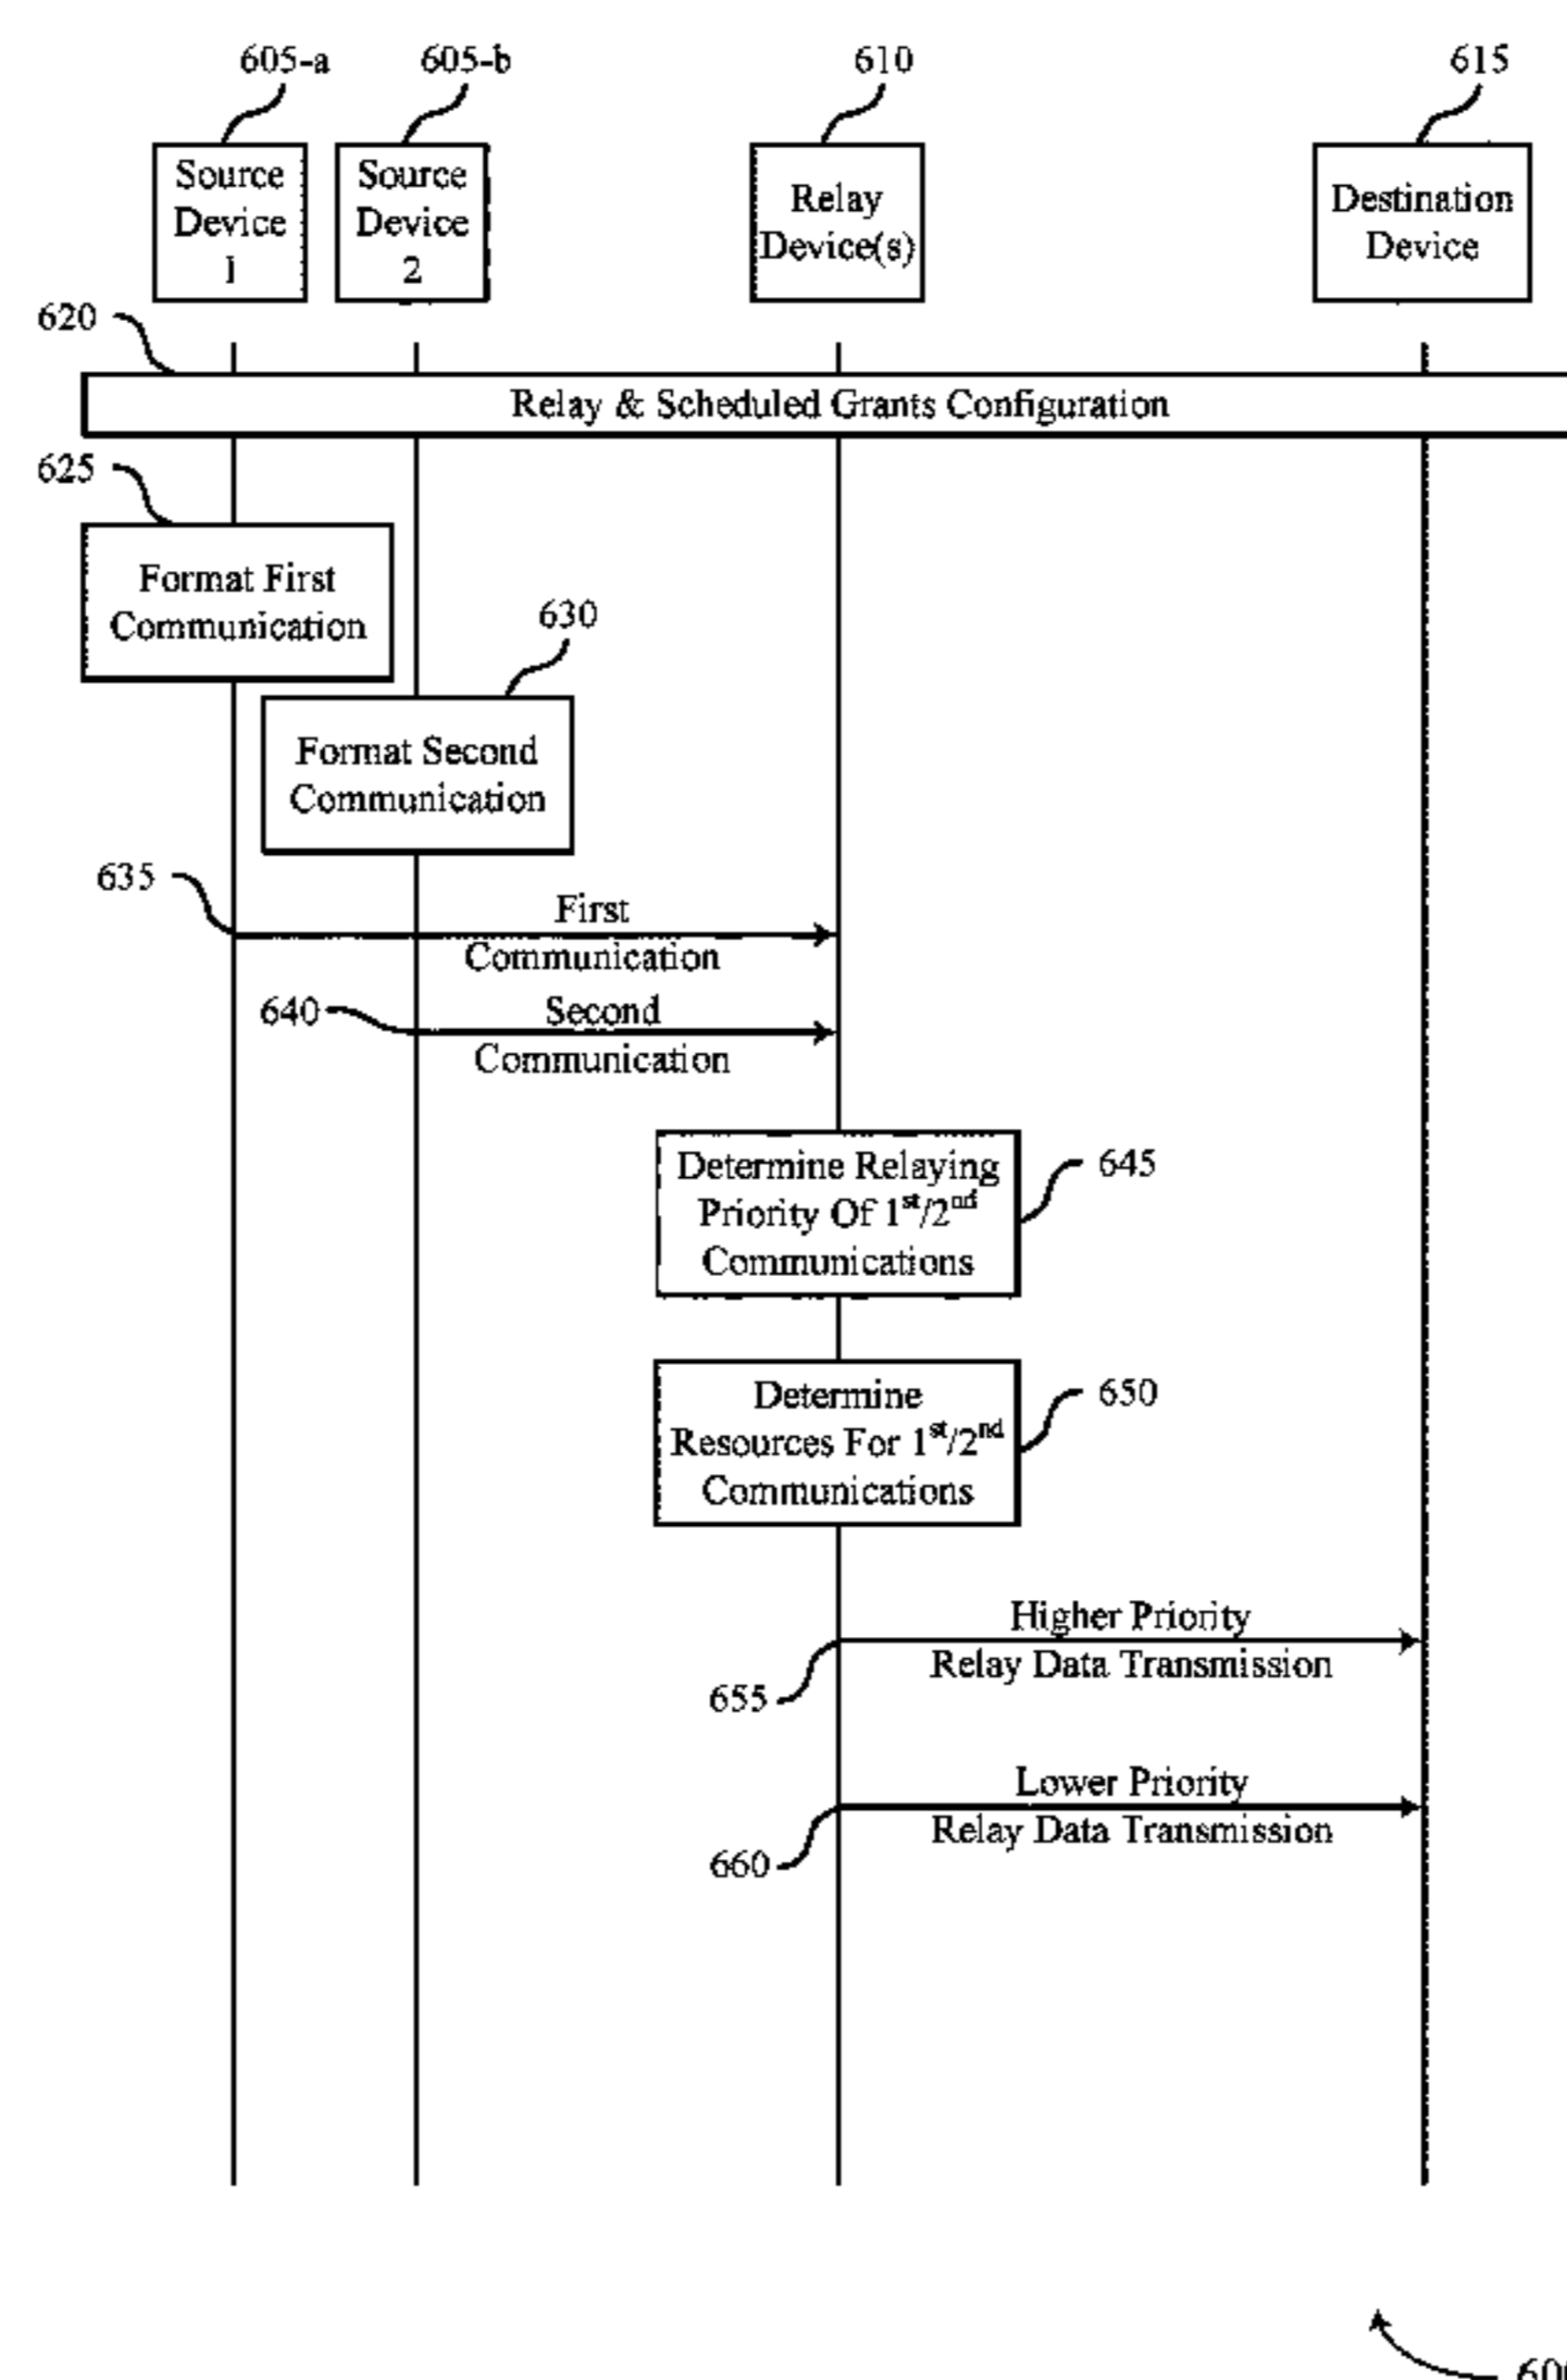 605-a
605-b
610
615
Source
Device
1
Source
Device
2
Relay
Device(s)
Destination
Device
620
Relay & Scheduled Grants Configuration
625
Format First
Communication
630
Format Second
Communication
635
First
Communication
640
Second
Communication
Determine Relaying
Priority Of 1st/2nd
Communications
645
Determine
Resources For 1st/2nd
Communications
650
Higher Priority
Relay Data Transmission
655
Lower Priority
Relay Data Transmission
660